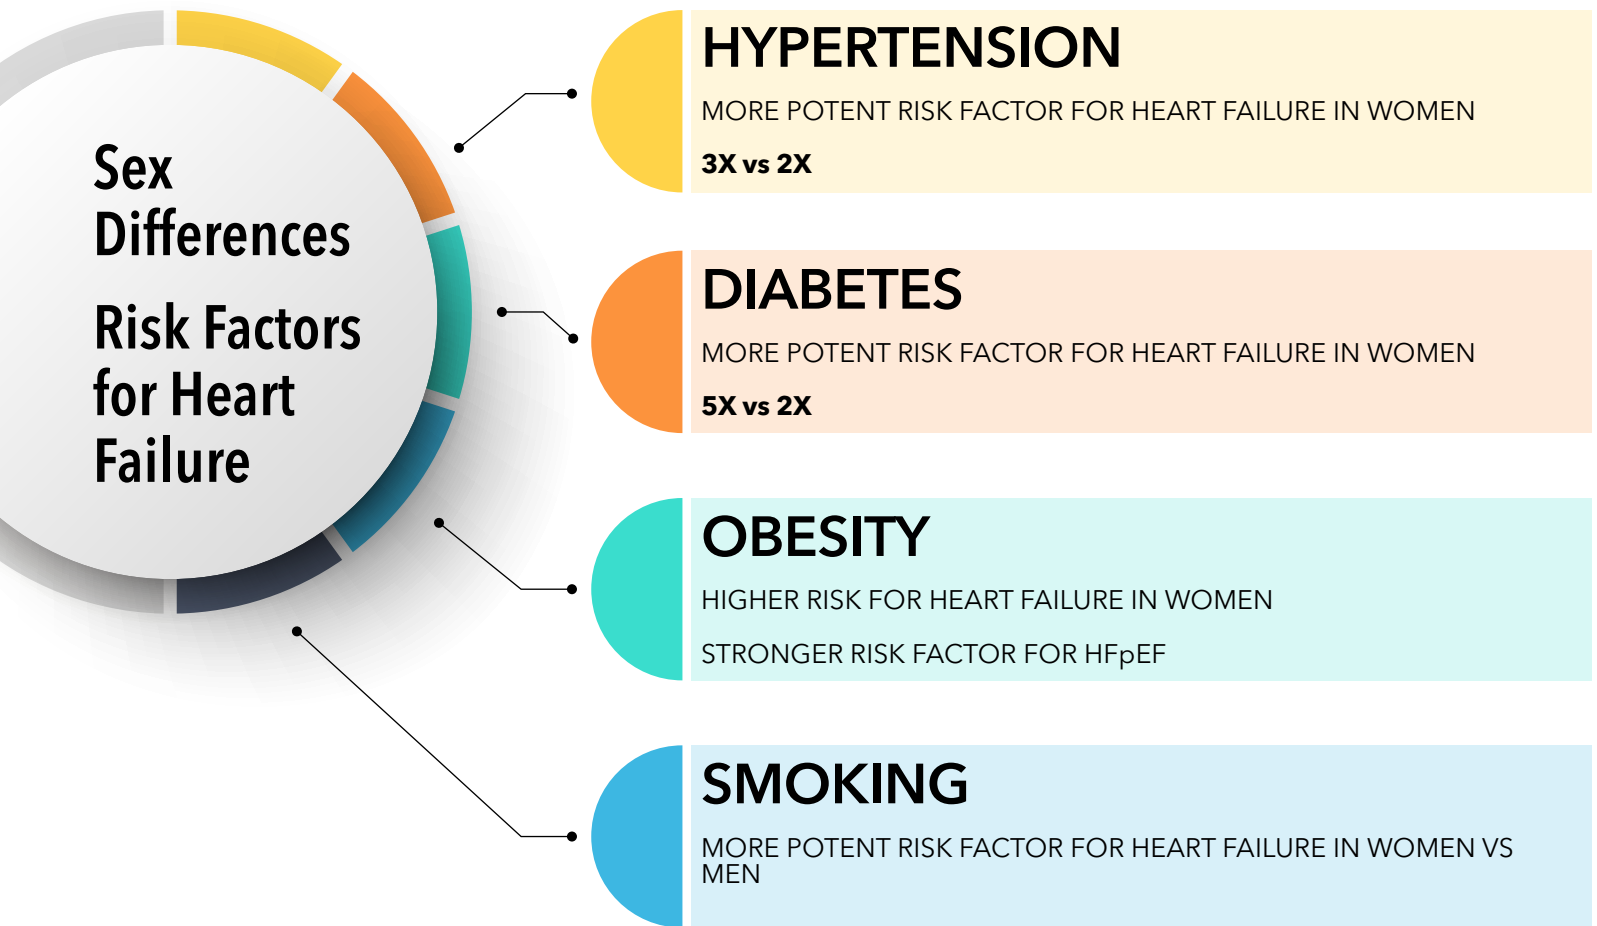 Sex
Differences
Risk Factors
for Heart
Failure
HYPERTENSION
MORE POTENT RISK FACTOR FOR HEART FAILURE IN WOMEN
3X vs 2X
DIABETES
MORE POTENT RISK FACTOR FOR HEART FAILURE IN WOMEN
5X vs 2X
OBESITY
HIGHER RISK FOR HEART FAILURE IN WOMEN
STRONGER RISK FACTOR FOR HFpEF
SMOKING
MORE POTENT RISK FACTOR FOR HEART FAILURE IN WOMEN VS
MEN